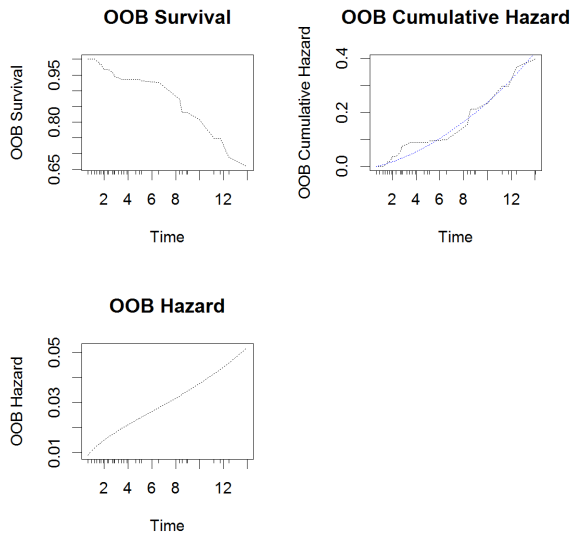 OOB Survival
OOB Cumulative Hazard
OOB Survival
0.65 0.80 0.95
2 4 6 8 12
Time
OOB Cumulative Hazard
0.0 0.2 0.4
2 4 6 8 12
Time
OOB Hazard
OOB Hazard
0.01 0.03 0.05
2 4 6 8 12
Time